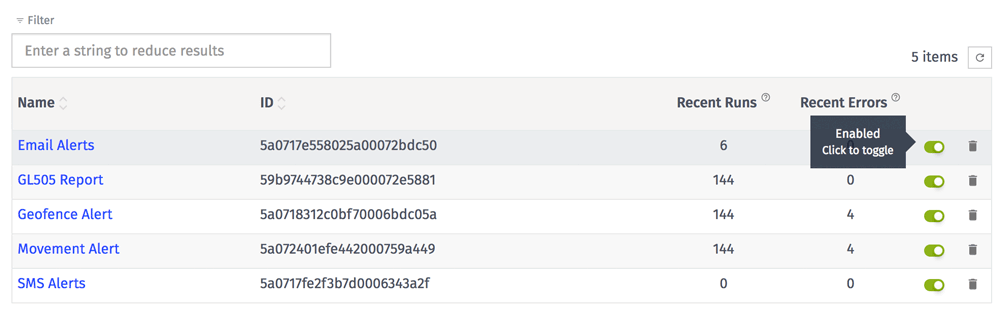 Filter
Enter a string to reduce results
5 items
Name ID Recent Runs Recent Errors
Enabled
Click to toggle
Email Alerts 5a0717e558025a00072bdc50 6
GL505 Report 59b9744738c9e000072e5881 144 0
Geofence Alert 5a0718312c0bf70006bdc05a 144 4
Movement Alert 5a072401efe442000759a449 144 4
SMS Alerts 5a0717fe2f3b7d0006343a2f 0 0